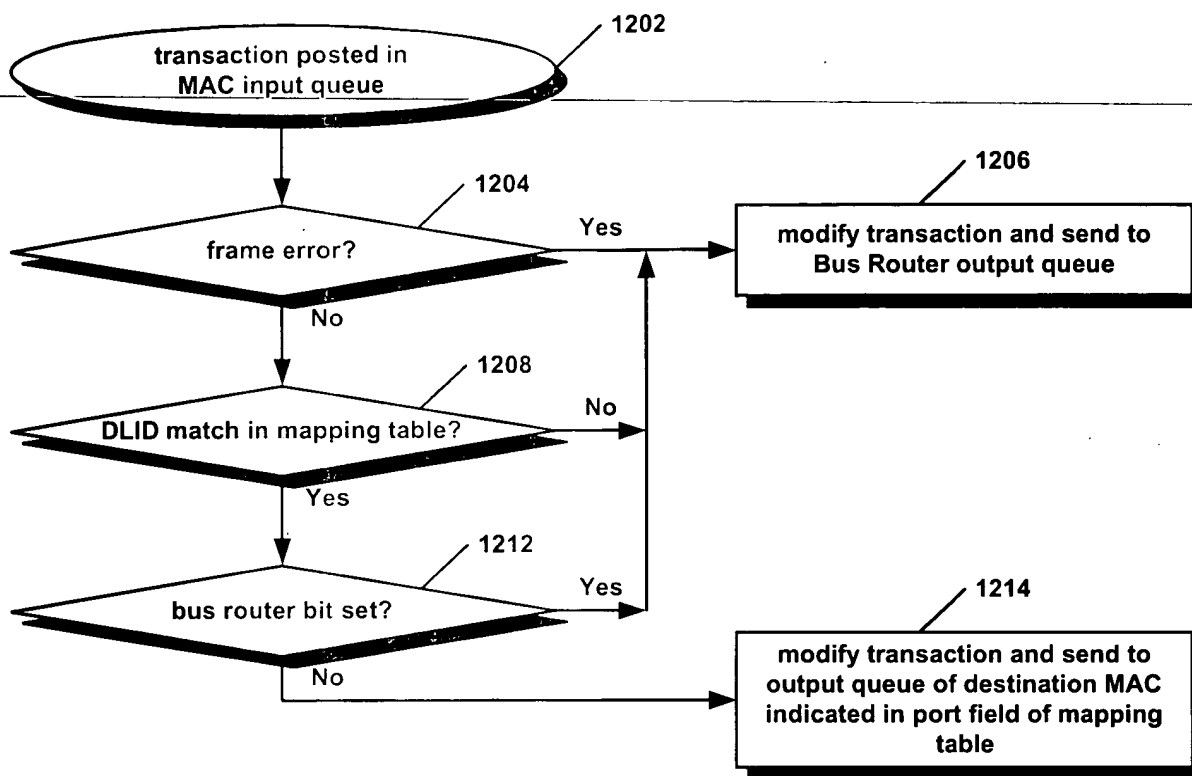 1202
transaction posted in
MAC input queue
1204
frame error?
Yes
1206
modify transaction and send to
Bus Router output queue
No
1208
DLID match in mapping table?
No
Yes
1212
bus router bit set?
Yes
1214
No
modify transaction and send to
output queue of destination MAC
indicated in port field of mapping
table